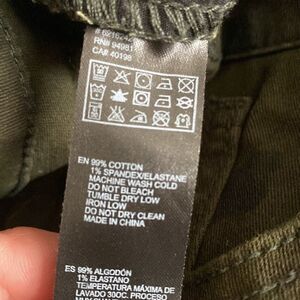 # 6216242
RN# 94981
CA# 40198
EN 99% COTTON
1% SPANDEX/ELASTANE
MACHINE WASH COLD
DO NOT BLEACH
TUMBLE DRY LOW
IRON LOW
DO NOT DRY CLEAN
MADE IN CHINA
ES 99% ALGODÓN
1% ELASTANO
TEMPERATURA MÁXIMA DE
LAVADO 30OC. PROCESO